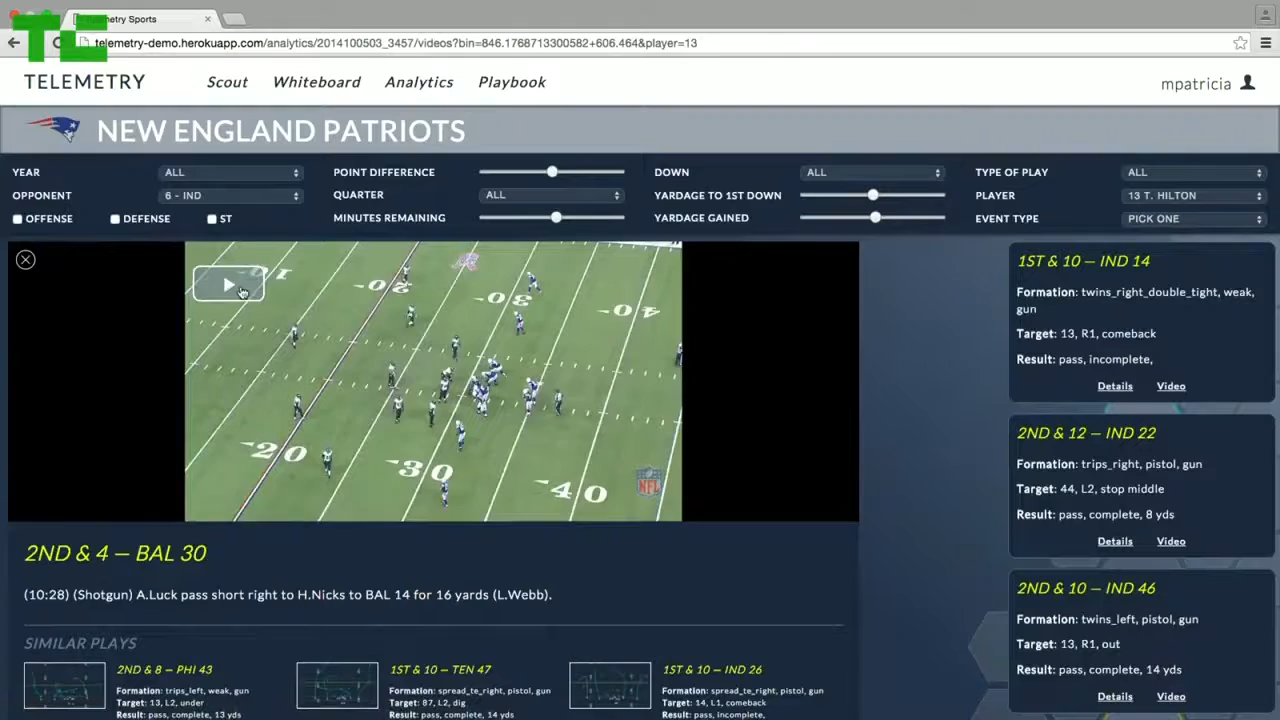 TC
Telemetry Sports
telemetry-demo.herokuapp.com/analytics/2014100503_3457/videos?bin=846.1768713300582+606.464&player=13
TELEMETRY
Scout
Whiteboard
Analytics
Playbook
mpatricia
NEW ENGLAND PATRIOTS
YEAR
ALL
POINT DIFFERENCE
DOWN
ALL
TYPE OF PLAY
ALL
OPPONENT
6 - IND
QUARTER
ALL
YARDAGE TO 1ST DOWN
PLAYER
13 T. HILTON
OFFENSE
DEFENSE
ST
MINUTES REMAINING
YARDAGE GAINED
EVENT TYPE
PICK ONE
10
20
30
40
20
30
40
NFL
2ND & 4 — BAL 30
(10:28) (Shotgun) A.Luck pass short right to H.Nicks to BAL 14 for 16 yards (L.Webb).
SIMILAR PLAYS
2ND & 8 — PHI 43
Formation: trips_left, weak, gun
Target: 13, L2, under
Result: pass, complete, 13 yds
1ST & 10 — TEN 47
Formation: spread_te_right, pistol, gun
Target: 87, L2, dig
Result: pass, complete, 14 yds
1ST & 10 — IND 26
Formation: spread_te_right, pistol, gun
Target: 14, L1, comeback
Result: pass, incomplete,
1ST & 10 — IND 14
Formation: twins_right_double_tight, weak,
gun
Target: 13, R1, comeback
Result: pass, incomplete,
Details
Video
2ND & 12 — IND 22
Formation: trips_right, pistol, gun
Target: 44, L2, stop middle
Result: pass, complete, 8 yds
Details
Video
2ND & 10 — IND 46
Formation: twins_left, pistol, gun
Target: 13, R1, out
Result: pass, complete, 14 yds
Details
Video